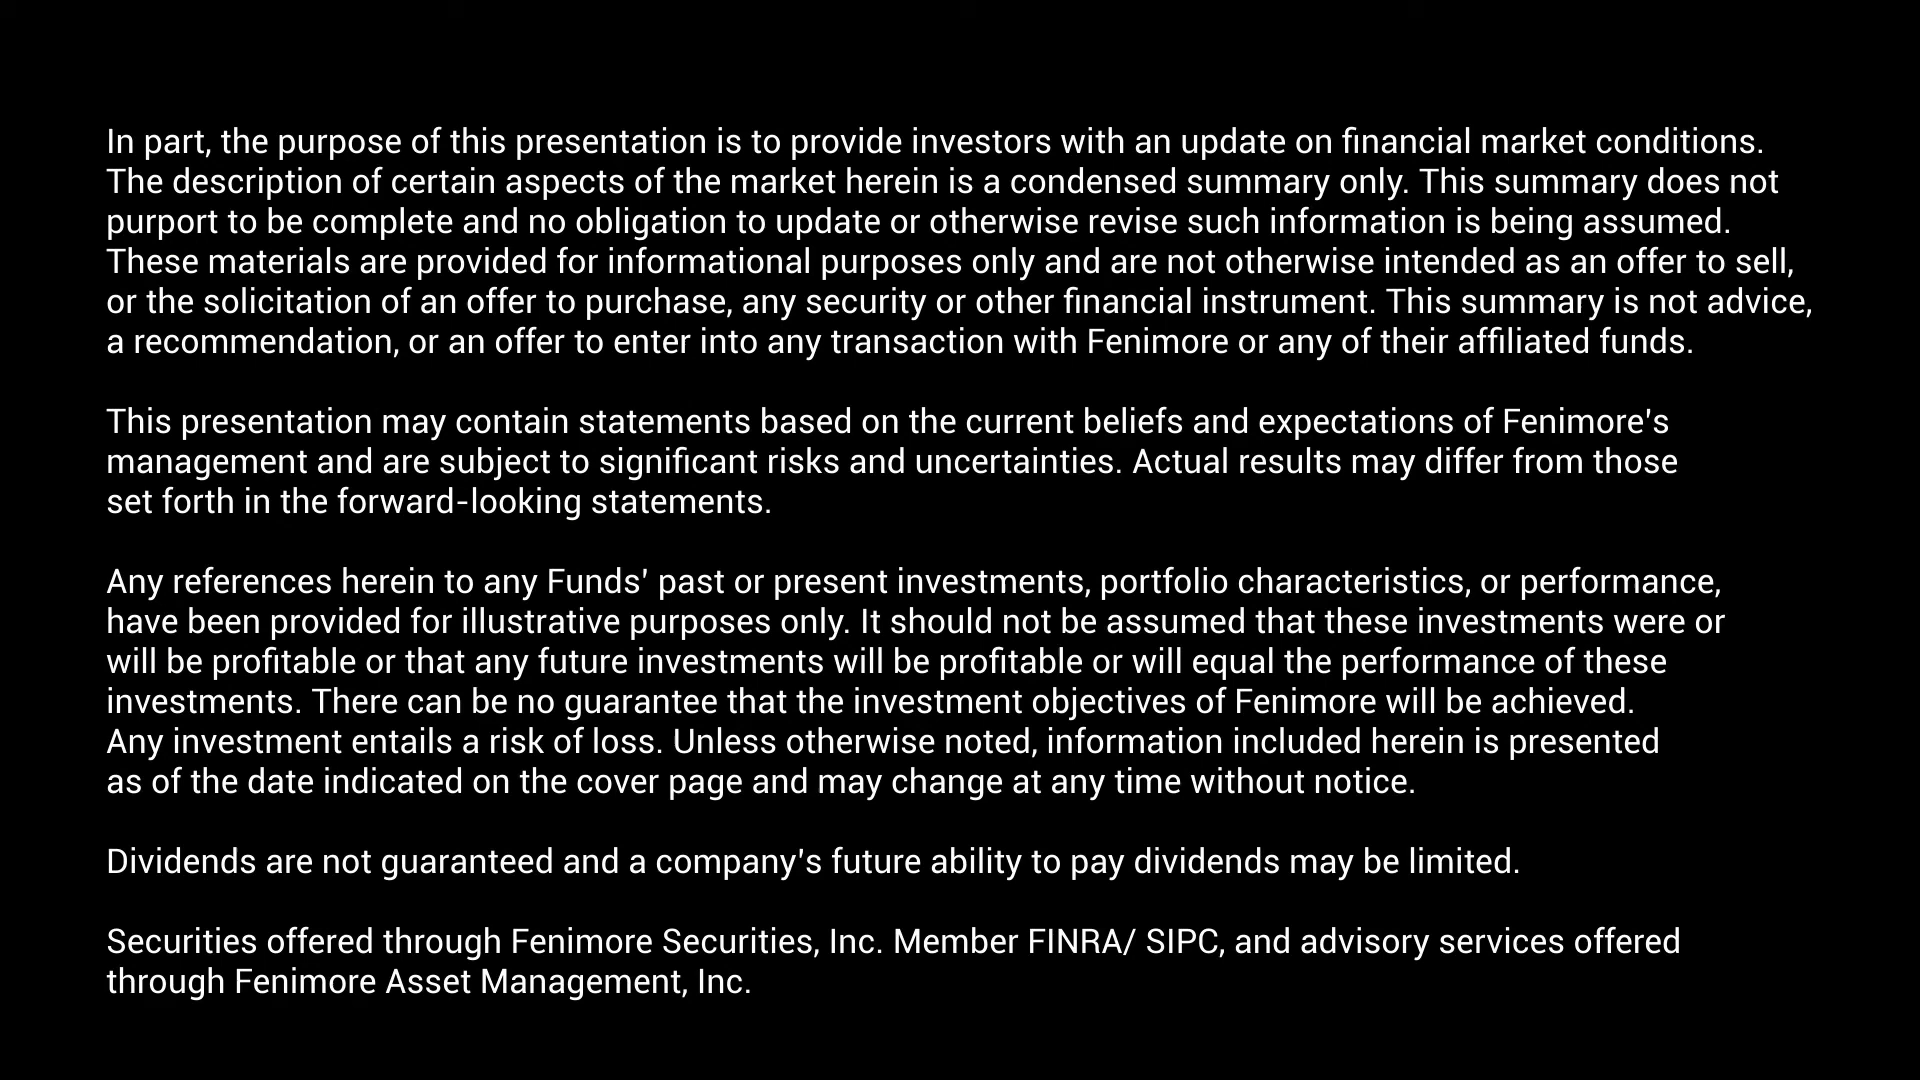 In part, the purpose of this presentation is to provide investors with an update on financial market conditions.
The description of certain aspects of the market herein is a condensed summary only. This summary does not
purport to be complete and no obligation to update or otherwise revise such information is being assumed.
These materials are provided for informational purposes only and are not otherwise intended as an offer to sell,
or the solicitation of an offer to purchase, any security or other financial instrument. This summary is not advice,
a recommendation, or an offer to enter into any transaction with Fenimore or any of their affiliated funds.
This presentation may contain statements based on the current beliefs and expectations of Fenimore's
management and are subject to significant risks and uncertainties. Actual results may differ from those
set forth in the forward-looking statements.
Any references herein to any Funds' past or present investments, portfolio characteristics, or performance,
have been provided for illustrative purposes only. It should not be assumed that these investments were or
will be profitable or that any future investments will be profitable or will equal the performance of these
investments. There can be no guarantee that the investment objectives of Fenimore will be achieved.
Any investment entails a risk of loss. Unless otherwise noted, information included herein is presented
as of the date indicated on the cover page and may change at any time without notice.
Dividends are not guaranteed and a company's future ability to pay dividends may be limited.
Securities offered through Fenimore Securities, Inc. Member FINRA/ SIPC, and advisory services offered
through Fenimore Asset Management, Inc.